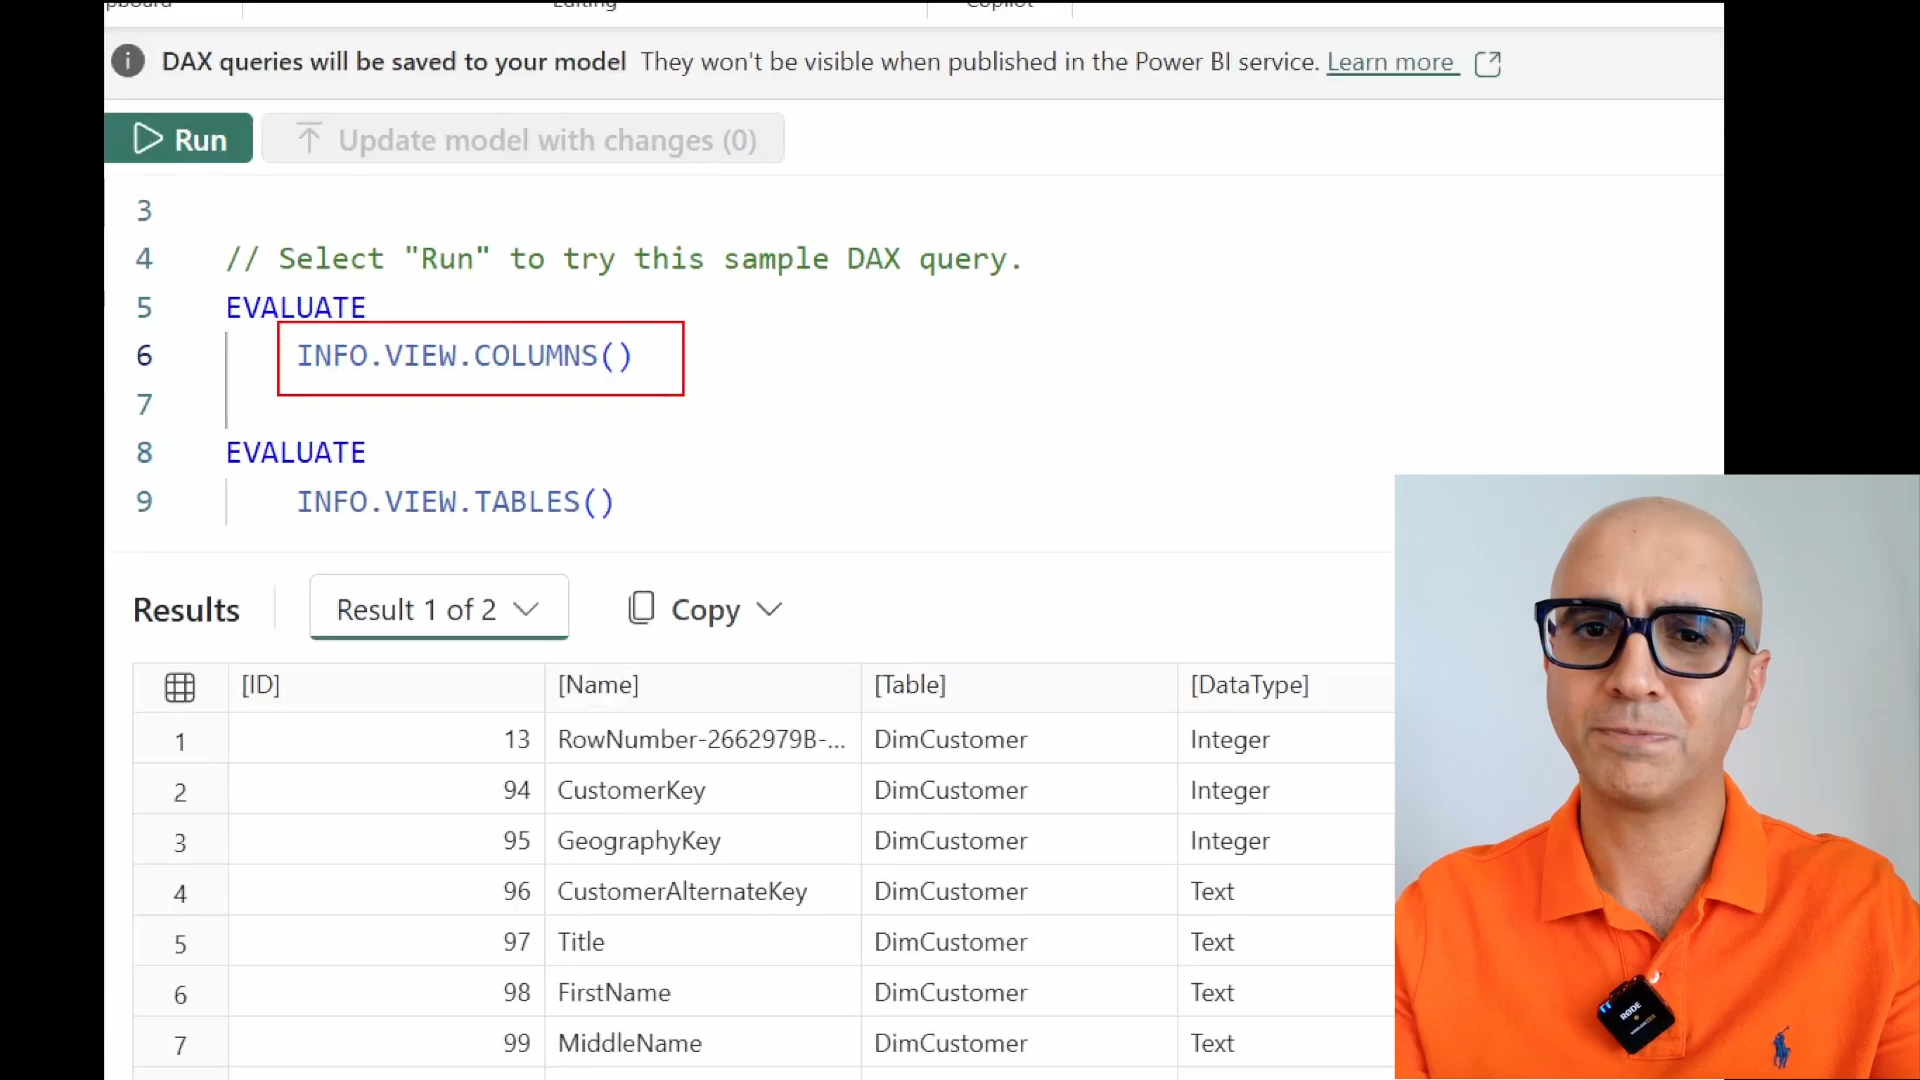 Editing
Copilot
DAX queries will be saved to your model They won't be visible when published in the Power BI service. Learn more
Run
Update model with changes (0)
3
4 // Select "Run" to try this sample DAX query.
5 EVALUATE
6 INFO.VIEW.COLUMNS()
7
8 EVALUATE
9 INFO.VIEW.TABLES()
Results
Result 1 of 2
Copy
[ID] [Name] [Table] [DataType]
1 13 RowNumber-2662979B-... DimCustomer Integer
2 94 CustomerKey DimCustomer Integer
3 95 GeographyKey DimCustomer Integer
4 96 CustomerAlternateKey DimCustomer Text
5 97 Title DimCustomer Text
6 98 FirstName DimCustomer Text
7 99 MiddleName DimCustomer Text
RØDE